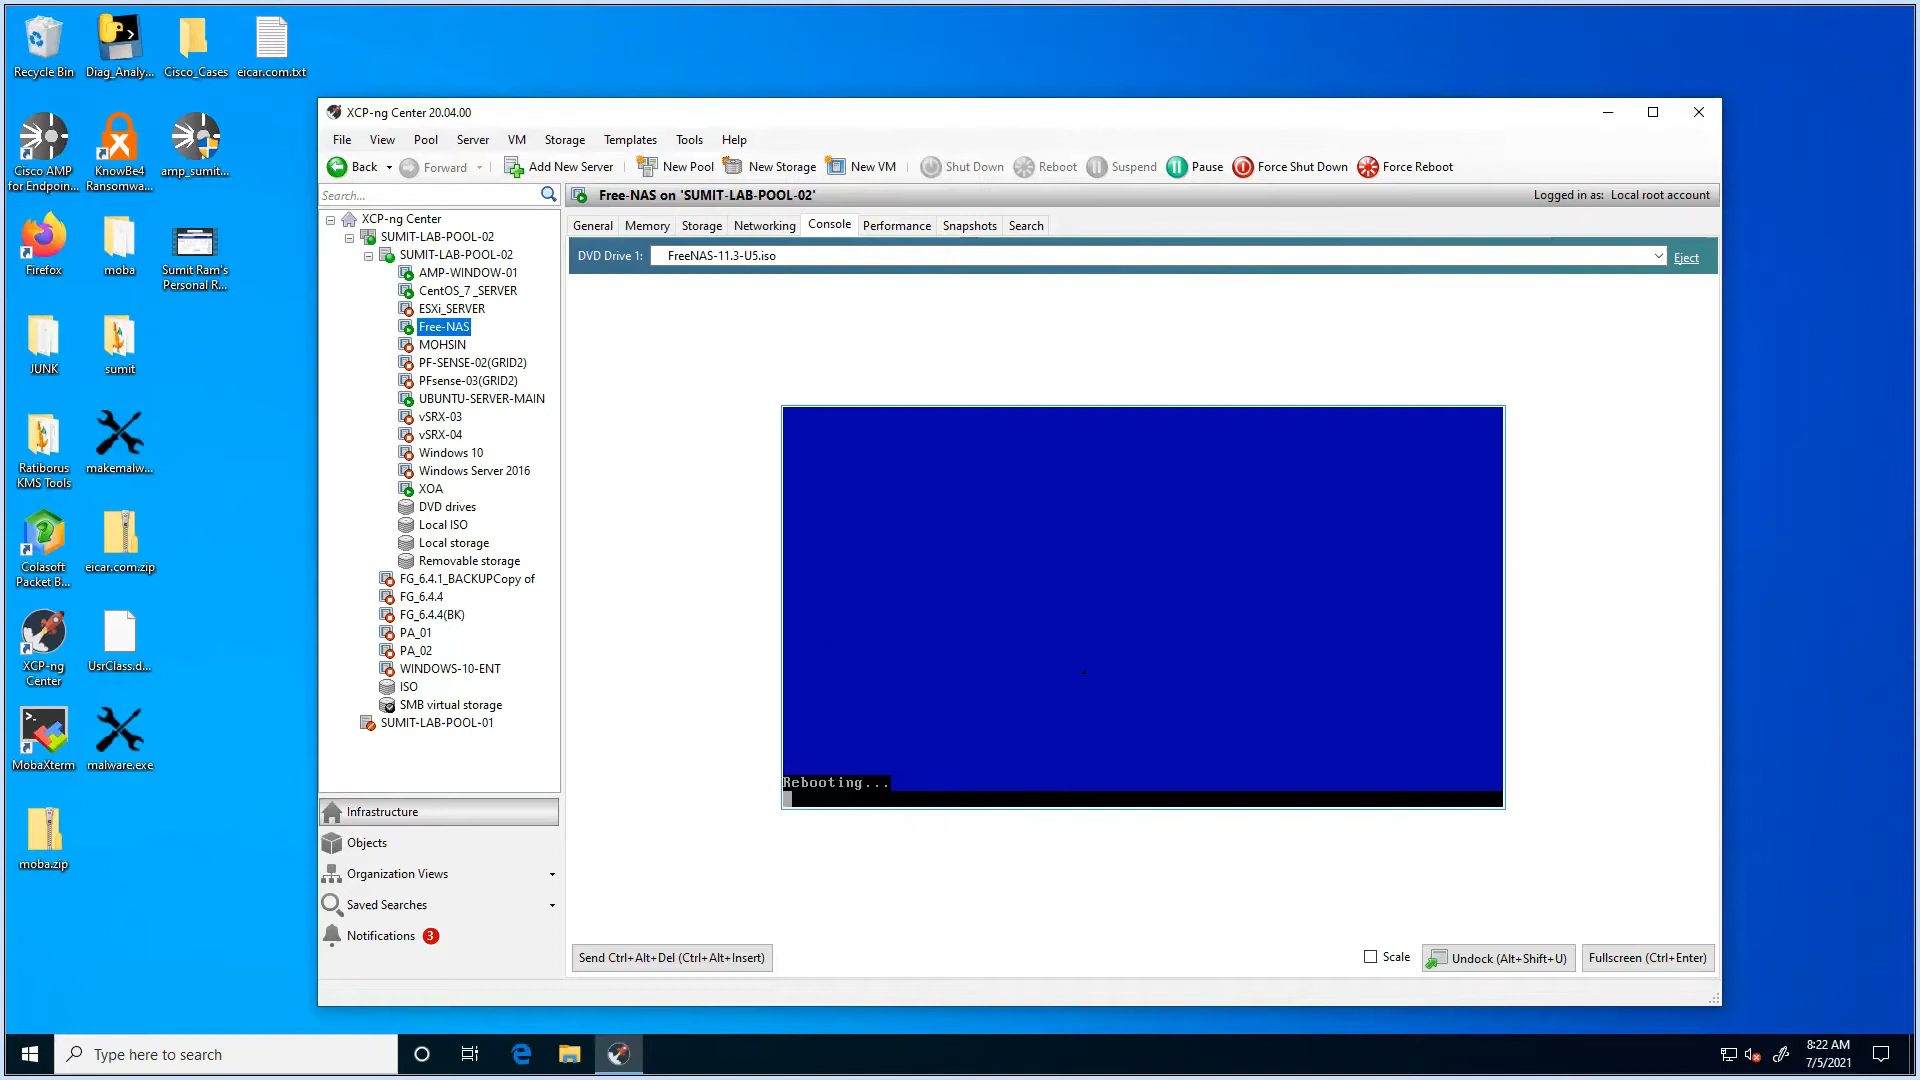 Recycle Bin
Diag_Analy...
Cisco_Cases
eicar.com.txt
Cisco AMP
for Endpoin...
KnowBe4
Ransomwa...
amp_sumit...
Firefox
moba
Sumit Ram's
Personal R...
JUNK
sumit
Ratiborus
KMS Tools
makemalw...
Colasoft
Packet B...
eicar.com.zip
XCP-ng
Center
UsrClass.d...
MobaXterm
malware.exe
moba.zip
XCP-ng Center 20.04.00
File View Pool Server VM Storage Templates Tools Help
Back Forward Add New Server New Pool New Storage New VM Shut Down Reboot Suspend Pause Force Shut Down Force Reboot
Search...
Free-NAS on 'SUMIT-LAB-POOL-02'
Logged in as: Local root account
General Memory Storage Networking Console Performance Snapshots Search
DVD Drive 1: FreeNAS-11.3-U5.iso Eject
XCP-ng Center
SUMIT-LAB-POOL-02
SUMIT-LAB-POOL-02
AMP-WINDOW-01
CentOS_7 _SERVER
ESXi_SERVER
Free-NAS
MOHSIN
PF-SENSE-02(GRID2)
PFsense-03(GRID2)
UBUNTU-SERVER-MAIN
vSRX-03
vSRX-04
Windows 10
Windows Server 2016
XOA
DVD drives
Local ISO
Local storage
Removable storage
FG_6.4.1_BACKUPCopy of
FG_6.4.4
FG_6.4.4(BK)
PA_01
PA_02
WINDOWS-10-ENT
ISO
SMB virtual storage
SUMIT-LAB-POOL-01
Rebooting...
Infrastructure
Objects
Organization Views
Saved Searches
Notifications 3
Send Ctrl+Alt+Del (Ctrl+Alt+Insert)
Scale
Undock (Alt+Shift+U)
Fullscreen (Ctrl+Enter)
Type here to search
8:22 AM
7/5/2021